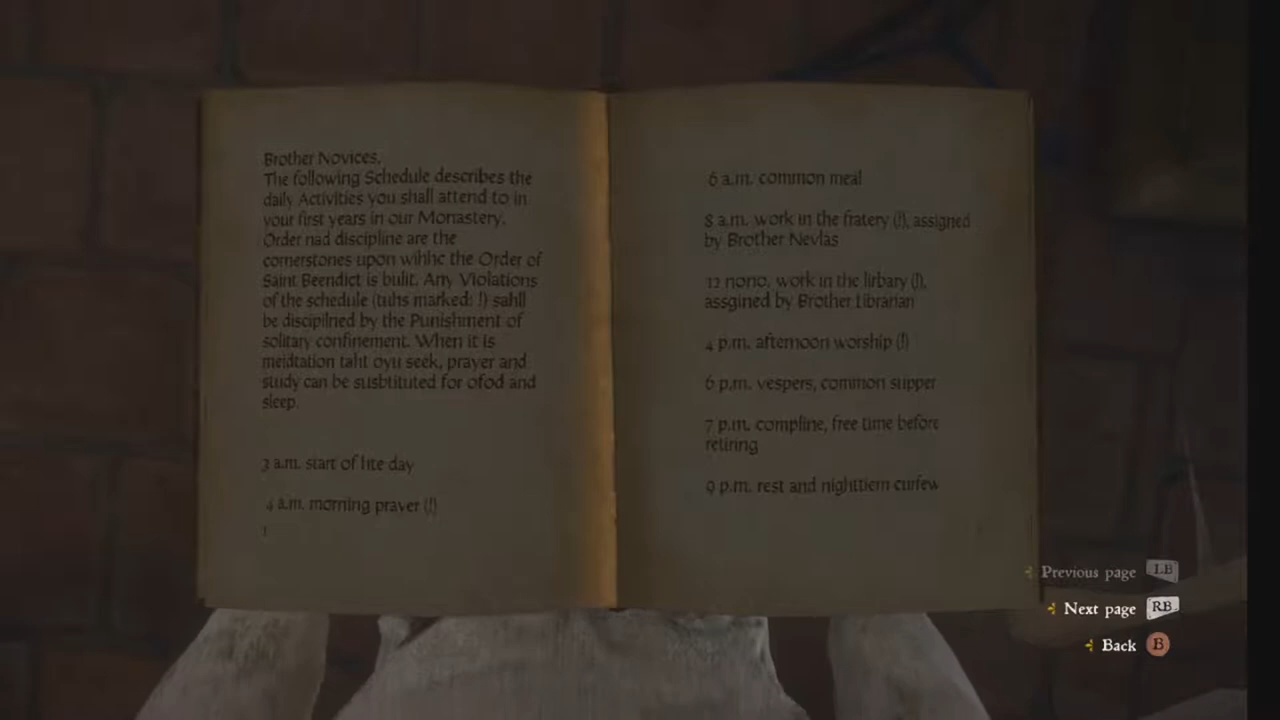 Brother Novices,
The following Schedule describes the
daily Activities you shall attend to in
your first years in our Monastery.
Order nad discipline are the
cornerstones upon wihhc the Order of
Saint Beendict is bulit. Any Violations
of the schedule (tuhs marked: !) sahll
be discipilned by the Punishment of
solitary confinement. When it is
meidtation taht oyu seek, prayer and
study can be susbtituted for ofod and
sleep.
3 a.m. start of hte day
4 a.m. morning prayer (!)
1
6 a.m. common meal
8 a.m. work in the fratery (!), assigned
by Brother Nevlas
12 nono, work in the lirbary (!),
assgined by Brother Librarian
4 p.m. afternoon worship (!)
6 p.m. vespers, common supper
7 p.m. compline, free time before
retiring
9 p.m. rest and nighttiem curfew
Previous page LB
Next page RB
Back B